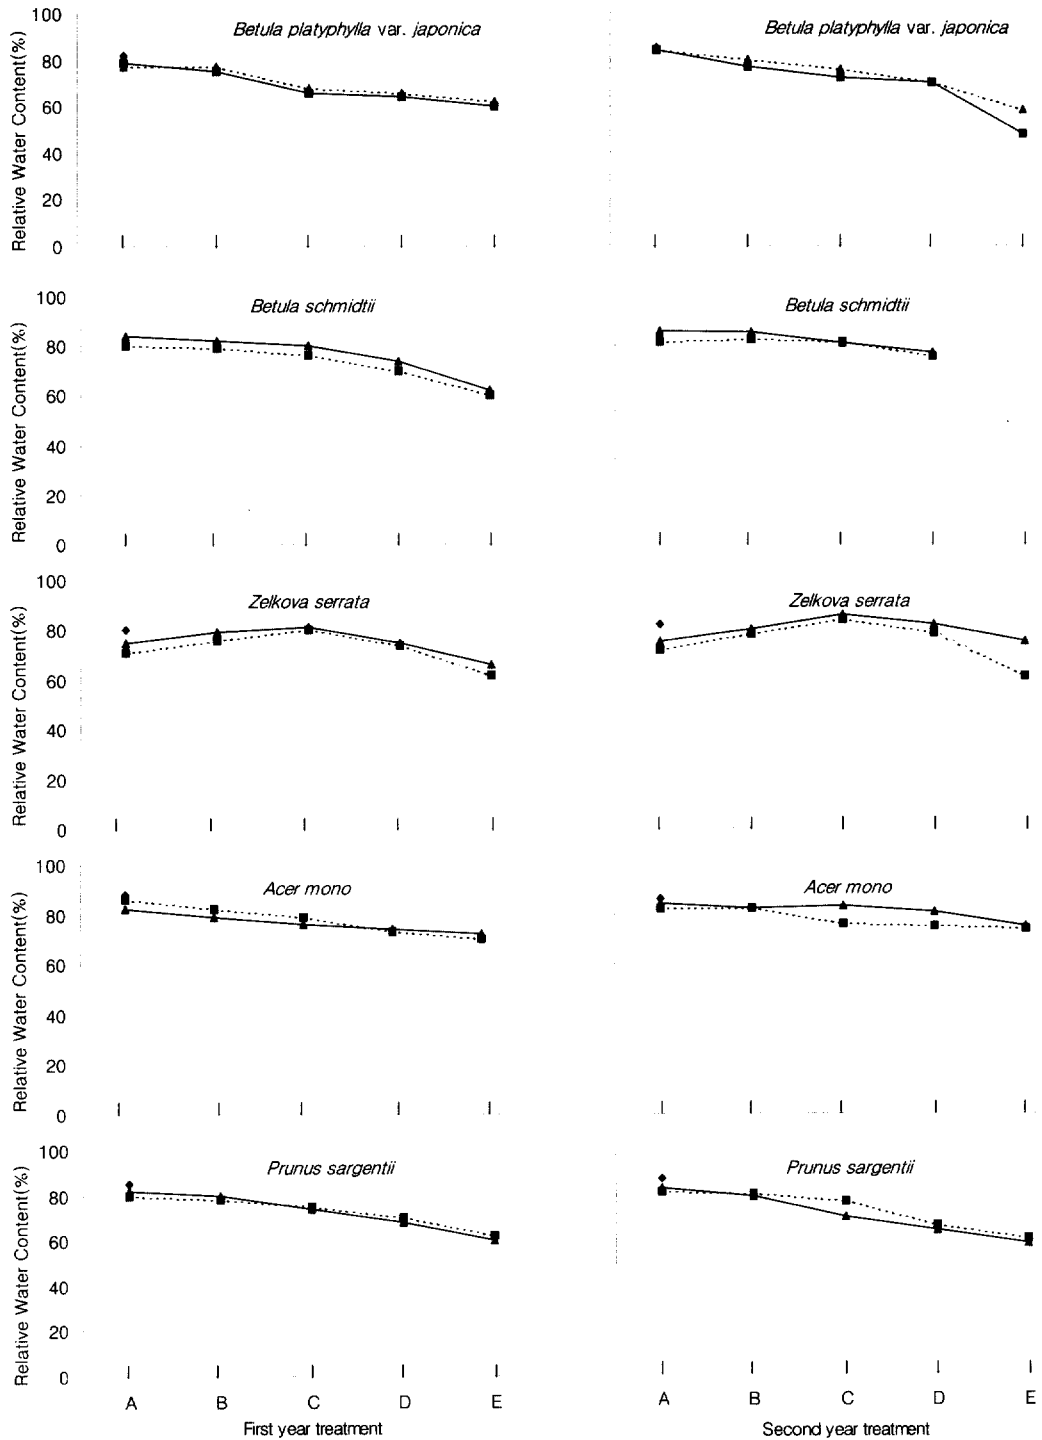 Betula platyphylla var. japonica
Relative Water Content(%)
100
80
60
40
20
0
Betula platyphylla var. japonica
Betula schmidtii
Relative Water Content(%)
100
80
60
40
20
0
Betula schmidtii
Zelkova serrata
Relative Water Content(%)
100
80
60
40
20
0
Zelkova serrata
Acer mono
Relative Water Content(%)
100
80
60
40
20
0
Acer mono
Prunus sargentii
Relative Water Content(%)
100
80
60
40
20
0
Prunus sargentii
A B C D E
First year treatment
A B C D E
Second year treatment